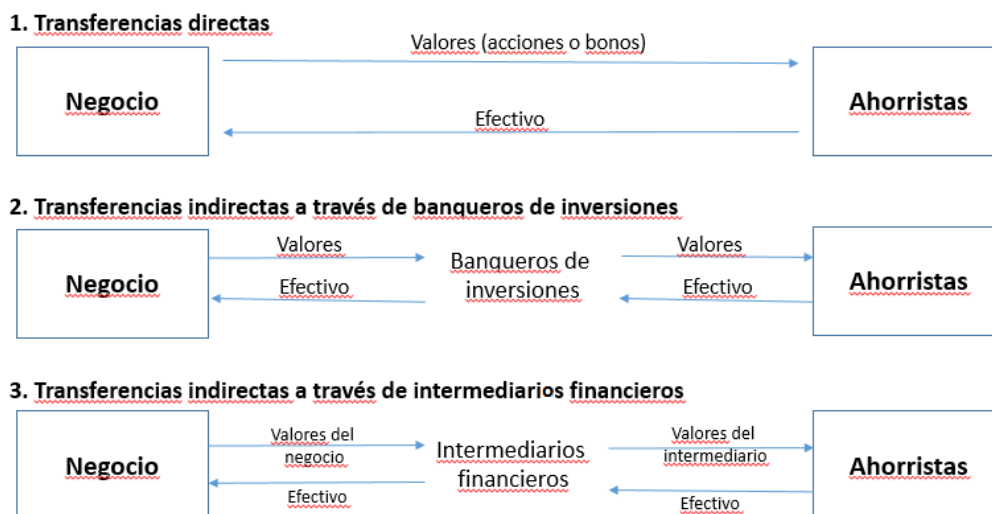 1. Transferencias directas
Valores (acciones o bonos)
Negocio
Ahorristas
Efectivo
2. Transferencias indirectas a través de banqueros de inversiones
Valores
Valores
Negocio
Banqueros de
inversiones
Ahorristas
Efectivo
Efectivo
3. Transferencias indirectas a través de intermediarios financieros
Valores del
negocio
Valores del
intermediario
Negocio
Intermediarios
financieros
Ahorristas
Efectivo
Efectivo